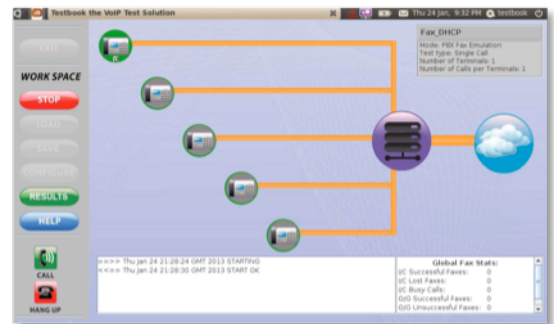 Testbook the VoIP Test Solution
Thu 24 Jan, 9:32 PM testbook
EXIT
WORK SPACE
STOP
LOAD
SAVE
CONFIGURE
RESULTS
HELP
CALL
HANG UP
Fax_DHCP
Mode: PBX Fax Emulation
Test type: Single Call
Number of Terminals: 1
Number of Calls per Terminals: 1
==>> Thu Jan 24 21:28:24 GMT 2013 STARTING
<<== Thu Jan 24 21:28:30 GMT 2013 START OK
Global Fax Stats:
I/C Successful Faxes: 0
I/C Lost Faxes: 0
I/C Busy Calls: 0
O/G Successful Faxes: 0
O/G Unsuccessful Faxes: 0